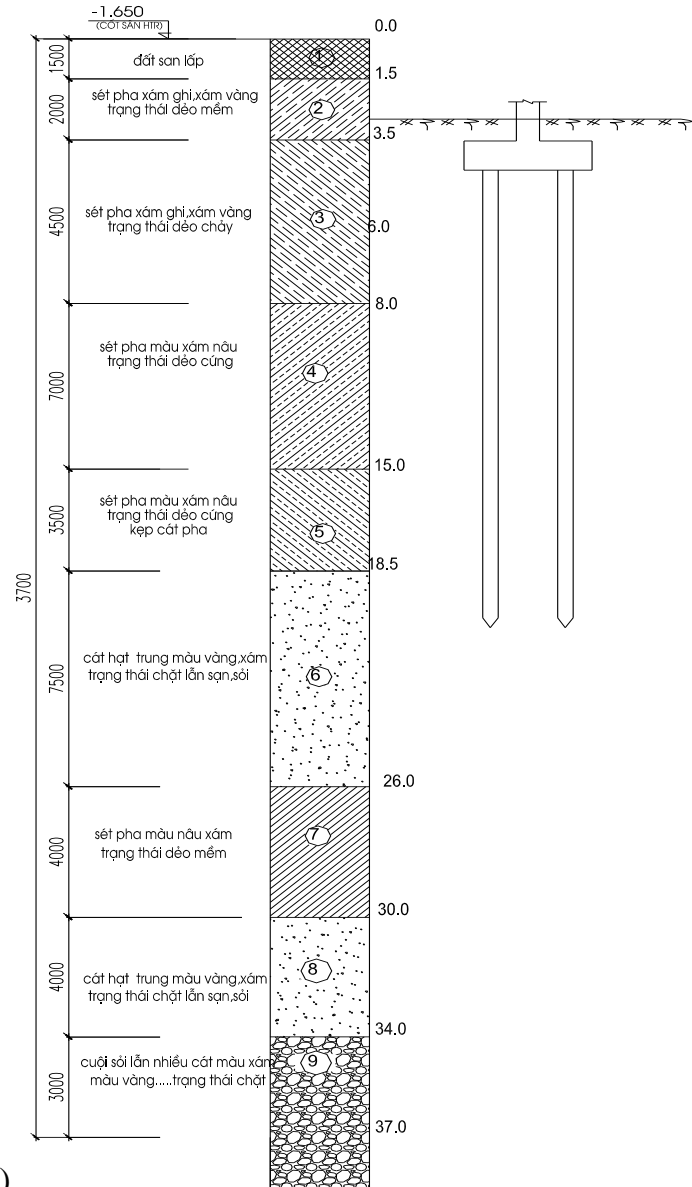 -1.650
(CỐT SÂN HTR)
0.0
1500
đất san lấp
1
1.5
2000
sét pha xám ghi,xám vàng
trạng thái dẻo mềm
2
3.5
4500
sét pha xám ghi,xám vàng
trạng thái dẻo chảy
3
6.0
8.0
7000
sét pha màu xám nâu
trạng thái dẻo cứng
4
15.0
3500
sét pha màu xám nâu
trạng thái dẻo cứng
kẹp cát pha
5
18.5
3700
7500
cát hạt trung màu vàng,xám
trạng thái chặt lẫn sạn,sỏi
6
26.0
4000
sét pha màu nâu xám
trạng thái dẻo mềm
7
30.0
4000
cát hạt trung màu vàng,xám
trạng thái chặt lẫn sạn,sỏi
8
34.0
3000
cuội sỏi lẫn nhiều cát màu xám
màu vàng.....trạng thái chặt
9
37.0
)